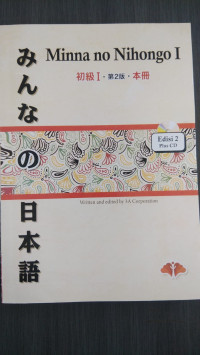 みんなの日本語
Minna no Nihongo I
初級 I・第2版・本冊
Edisi 2
Plus CD
Written and edited by 3A Corporation